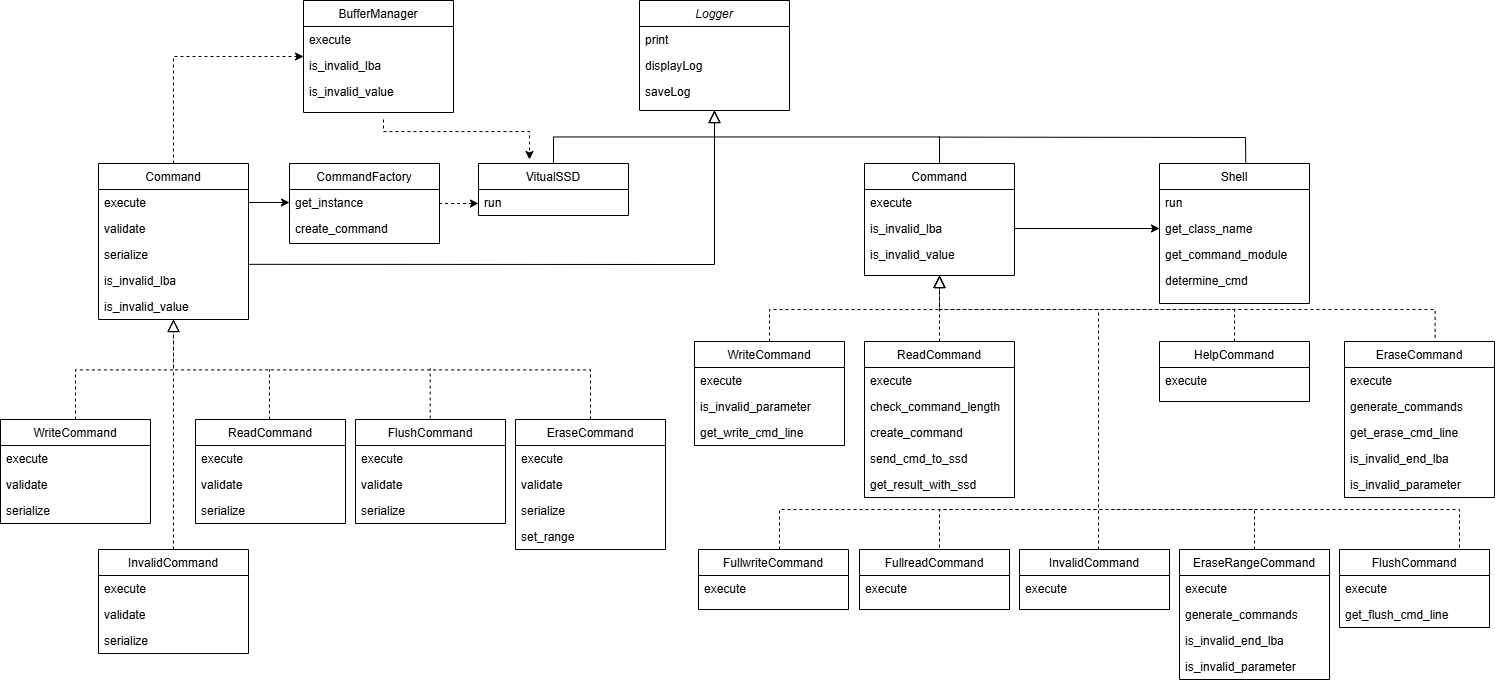 BufferManager
execute
is_invalid_lba
is_invalid_value
Logger
print
displayLog
saveLog
Command
execute
validate
serialize
is_invalid_lba
is_invalid_value
CommandFactory
get_instance
create_command
VitualSSD
run
Command
execute
is_invalid_lba
is_invalid_value
Shell
run
get_class_name
get_command_module
determine_cmd
WriteCommand
execute
is_invalid_parameter
get_write_cmd_line
ReadCommand
execute
check_command_length
create_command
send_cmd_to_ssd
get_result_with_ssd
HelpCommand
execute
EraseCommand
execute
generate_commands
get_erase_cmd_line
is_invalid_end_lba
is_invalid_parameter
WriteCommand
execute
validate
serialize
ReadCommand
execute
validate
serialize
FlushCommand
execute
validate
serialize
EraseCommand
execute
validate
serialize
set_range
InvalidCommand
execute
validate
serialize
FullwriteCommand
execute
FullreadCommand
execute
InvalidCommand
execute
EraseRangeCommand
execute
generate_commands
is_invalid_end_lba
is_invalid_parameter
FlushCommand
execute
get_flush_cmd_line